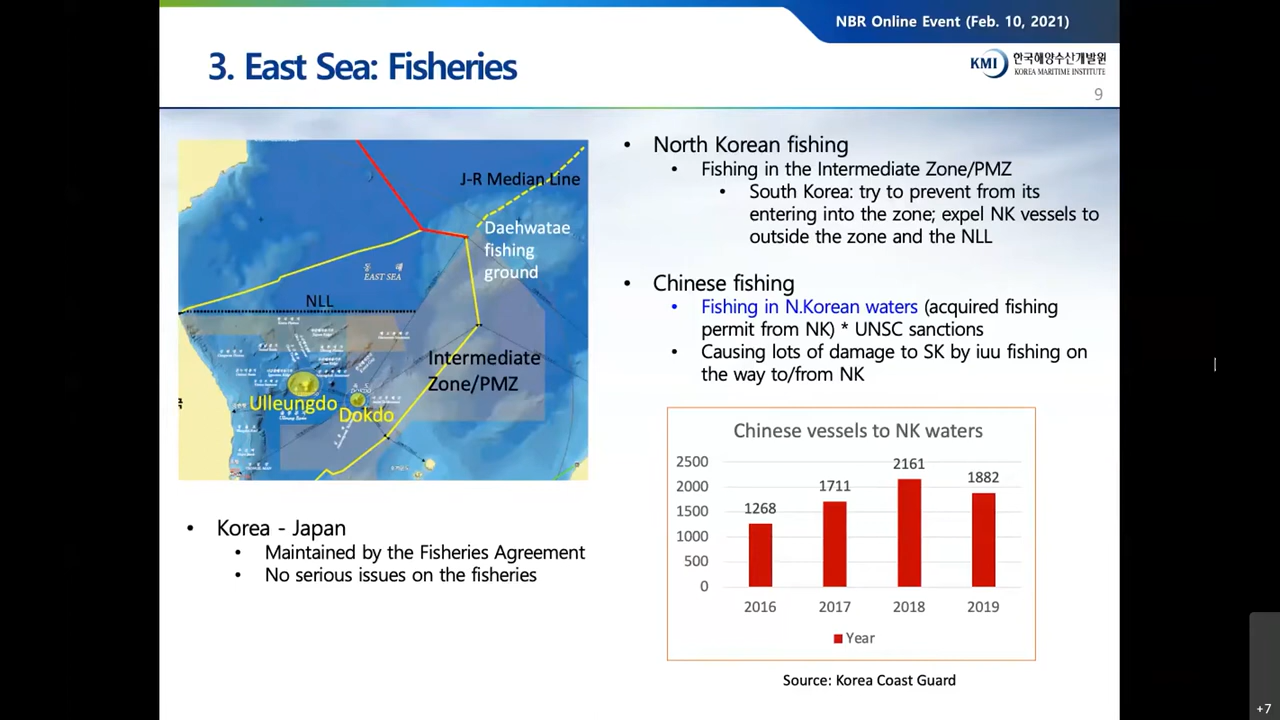 NBR Online Event (Feb. 10, 2021)
3. East Sea: Fisheries
KMI 한국해양수산개발원
KOREA MARITIME INSTITUTE
9
J-R Median Line
Daehwatae
fishing
ground
동 해
EAST SEA
NLL
Intermediate
Zone/PMZ
Ulleungdo
Dokdo
• Korea - Japan
• Maintained by the Fisheries Agreement
• No serious issues on the fisheries
• North Korean fishing
• Fishing in the Intermediate Zone/PMZ
• South Korea: try to prevent from its
entering into the zone; expel NK vessels to
outside the zone and the NLL
• Chinese fishing
• Fishing in N.Korean waters (acquired fishing
permit from NK) * UNSC sanctions
• Causing lots of damage to SK by iuu fishing on
the way to/from NK
Chinese vessels to NK waters
2500
2000
1500
1000
500
0
1268
1711
2161
1882
2016 2017 2018 2019
Year
Source: Korea Coast Guard
+7